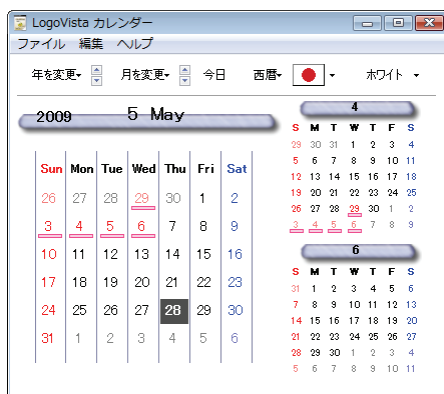 LogoVista カレンダー
ファイル 編集 ヘルプ
年を変更 月を変更 今日 西暦 ホワイト
2009 5 May
Sun Mon Tue Wed Thu Fri Sat
26 27 28 29 30 1 2
3 4 5 6 7 8 9
10 11 12 13 14 15 16
17 18 19 20 21 22 23
24 25 26 27 28 29 30
31 1 2 3 4 5 6
4
S M T W T F S
29 30 31 1 2 3 4
5 6 7 8 9 10 11
12 13 14 15 16 17 18
19 20 21 22 23 24 25
26 27 28 29 30 1 2
3 4 5 6 7 8 9
6
S M T W T F S
31 1 2 3 4 5 6
7 8 9 10 11 12 13
14 15 16 17 18 19 20
21 22 23 24 25 26 27
28 29 30 1 2 3 4
5 6 7 8 9 10 11